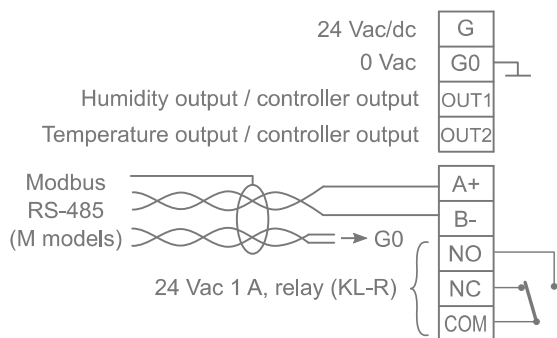 24 Vac/dc G
0 Vac G0
Humidity output / controller output OUT1
Temperature output / controller output OUT2
Modbus
RS-485
(M models)
A+
B-
G0
24 Vac 1 A, relay (KL-R)
NO
NC
COM